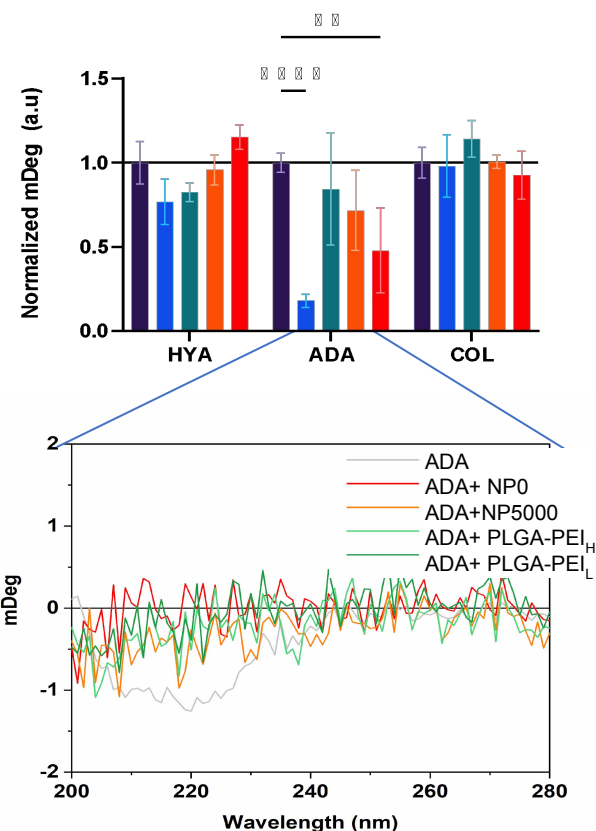 1.5
1.0
0.5
0.0
Normalized mDeg (a.u)
HYA ADA COL
2
1
0
-1
-2
mDeg
ADA
ADA+ NP0
ADA+NP5000
ADA+ PLGA-PEIH
ADA+ PLGA-PEIL
200 220 240 260 280
Wavelength (nm)